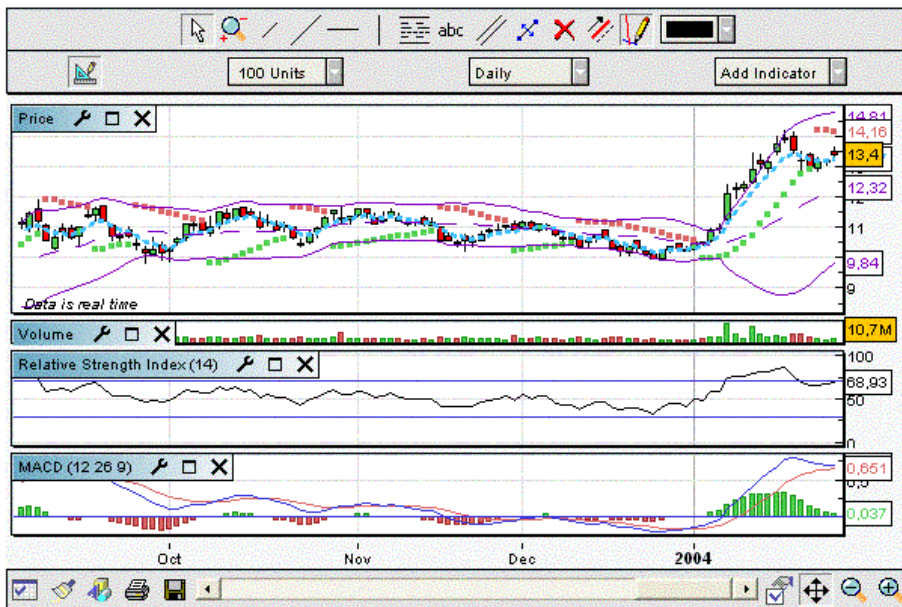 abc
100 Units
Daily
Add Indicator
Price
14,81
14,16
13,4
12,32
12
11
9,84
9
Data is real time
Volume
10,7M
Relative Strength Index (14)
100
68,93
50
0
MACD (12 26 9)
0,651
0,037
Oct
Nov
Dec
2004